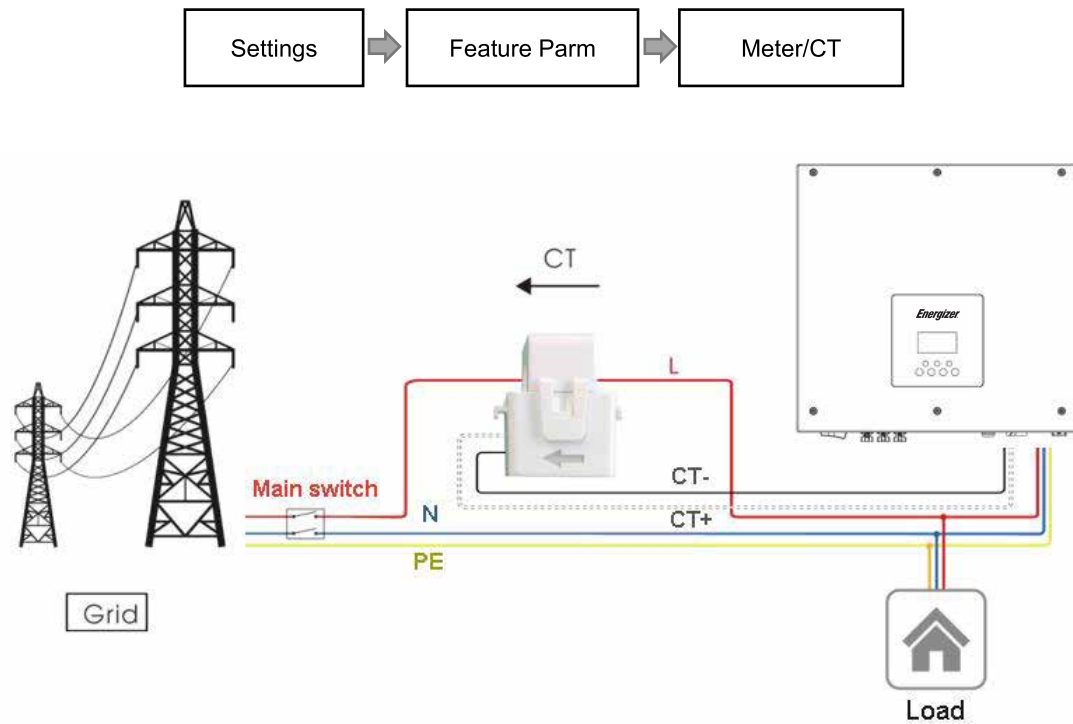 Settings
Feature Parm
Meter/CT
CT
Energizer
L
CT-
Main switch
N
CT+
PE
Grid
Load